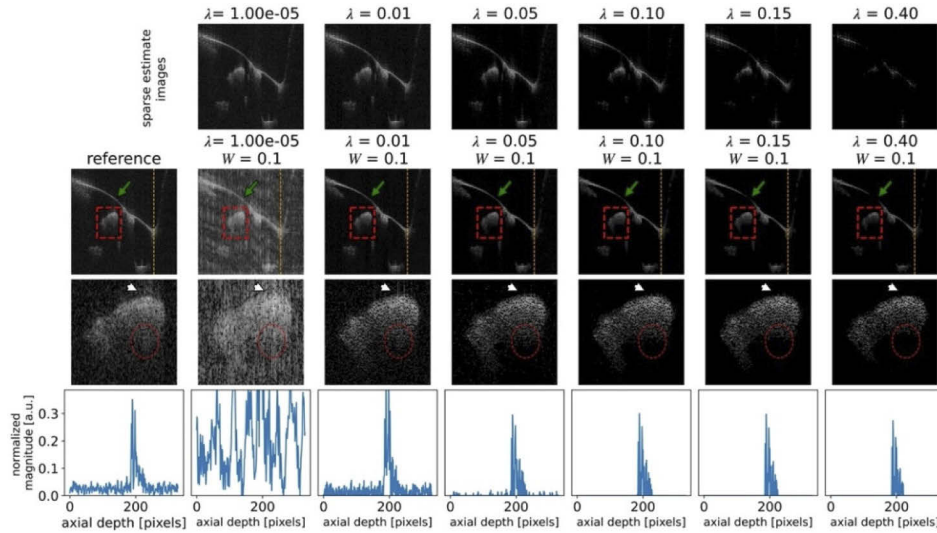 λ= 1.00e-05 λ = 0.01 λ = 0.05 λ = 0.10 λ = 0.15 λ = 0.40
sparse estimate
images
λ=1.00e-05 λ = 0.01 λ = 0.05 λ = 0.10 λ = 0.15 λ = 0.40
reference W = 0.1 W = 0.1 W = 0.1 W = 0.1 W = 0.1 W = 0.1
normalized
magnitude [a.u.]
0.3
0.2
0.1
0.0
0 200 0 200 0 200 0 200 0 200 0 200 0 200
axial depth [pixels] axial depth [pixels] axial depth [pixels] axial depth [pixels] axial depth [pixels] axial depth [pixels] axial depth [pixels]